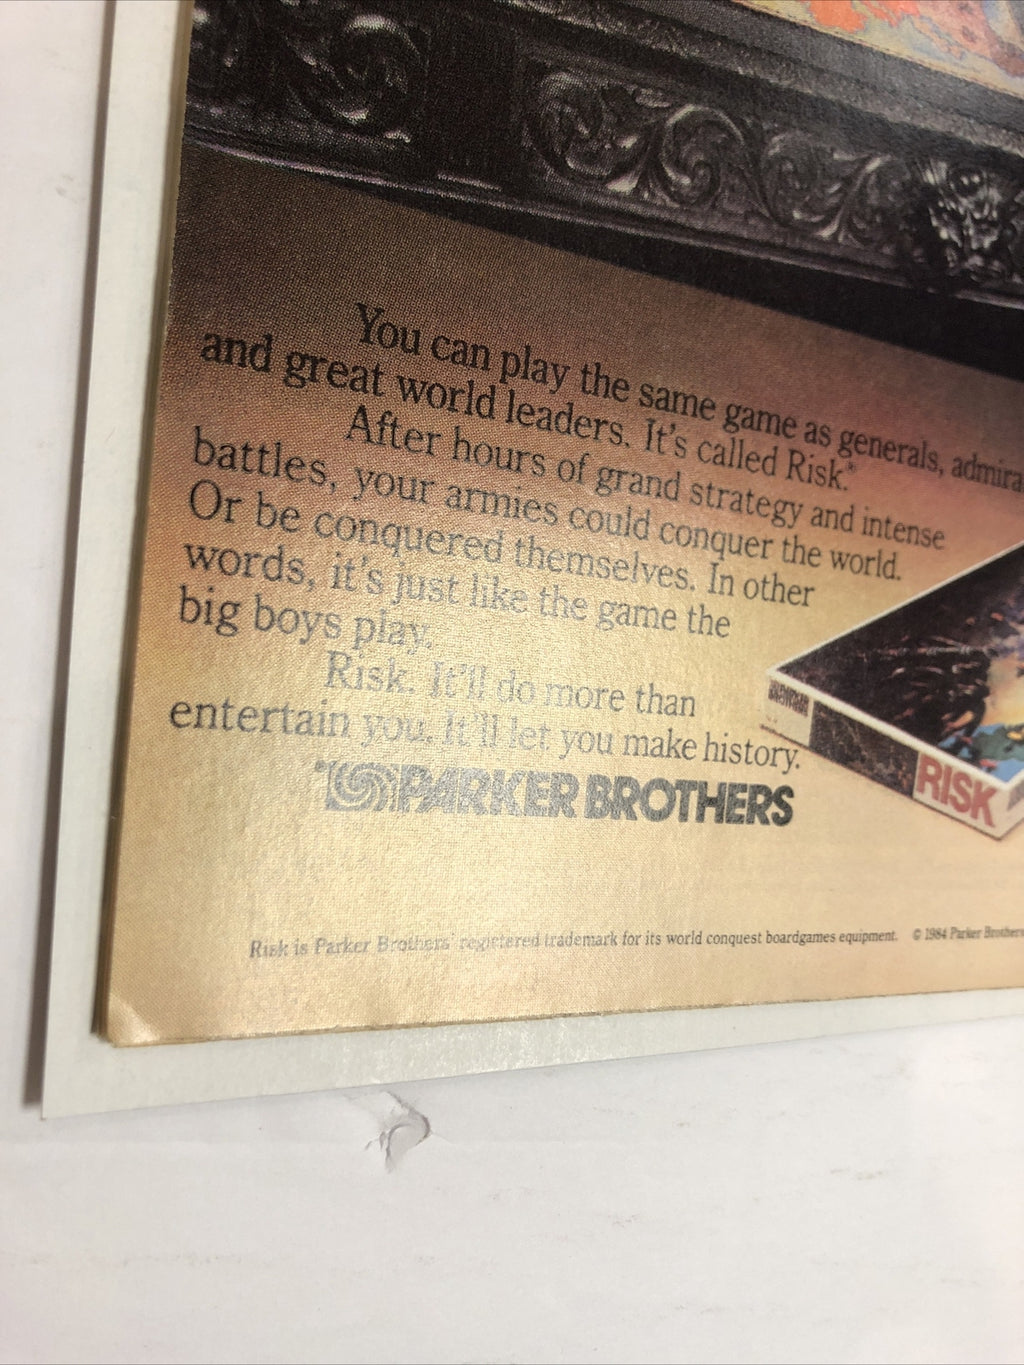 You can play the same game as generals,
and great world leaders. It's called Risk.®
After hours of grand strategy and intense
battles, your armies could conquer the world.
Or be conquered themselves. In other
words, it's just like the game the
big boys play.
Risk. It'll do more than
entertain you. It'll let you make history.
PARKER BROTHERS
RISK
Risk is Parker Brothers' registered trademark for its world conquest boardgames equipment. © 1984 Parker Brothers